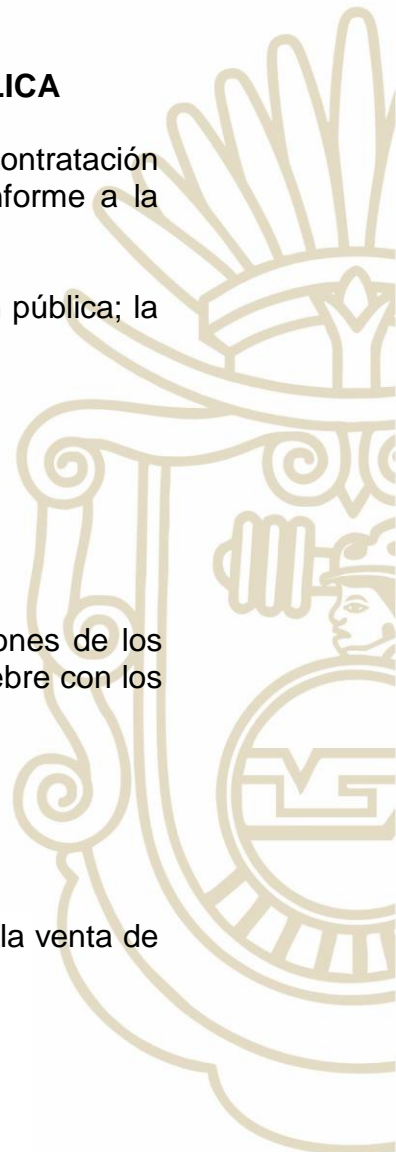 LICA
ontratación
nforme a la
pública; la
ones de los
ebre con los
la venta de